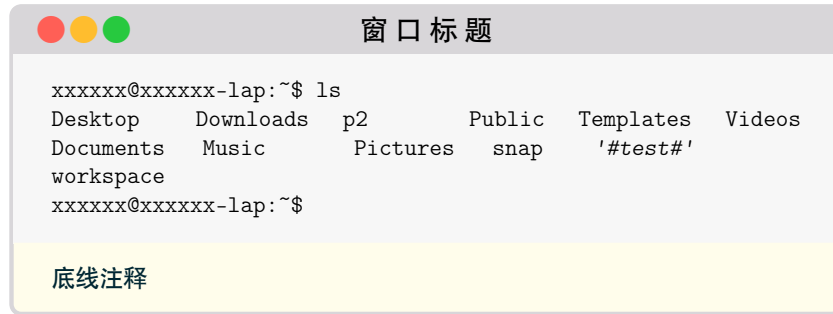 窗口标题
xxxxxx@xxxxxx-lap:~$ ls
Desktop Downloads p2 Public Templates Videos
Documents Music Pictures snap '#test#'
workspace
xxxxxx@xxxxxx-lap:~$
底线注释